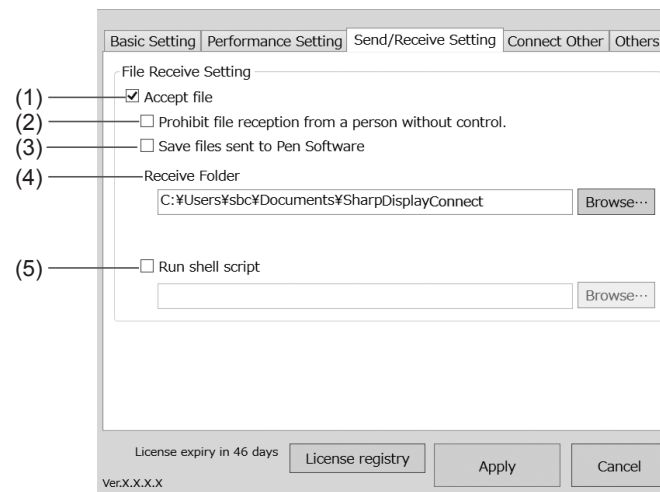 Basic Setting Performance Setting Send/Receive Setting Connect Other Others
File Receive Setting
(1) Accept file
(2) Prohibit file reception from a person without control.
(3) Save files sent to Pen Software
(4) Receive Folder
C:¥Users¥sbc¥Documents¥SharpDisplayConnect Browse⋯
(5) Run shell script
Browse⋯
License expiry in 46 days License registry Apply Cancel
Ver.X.X.X.X